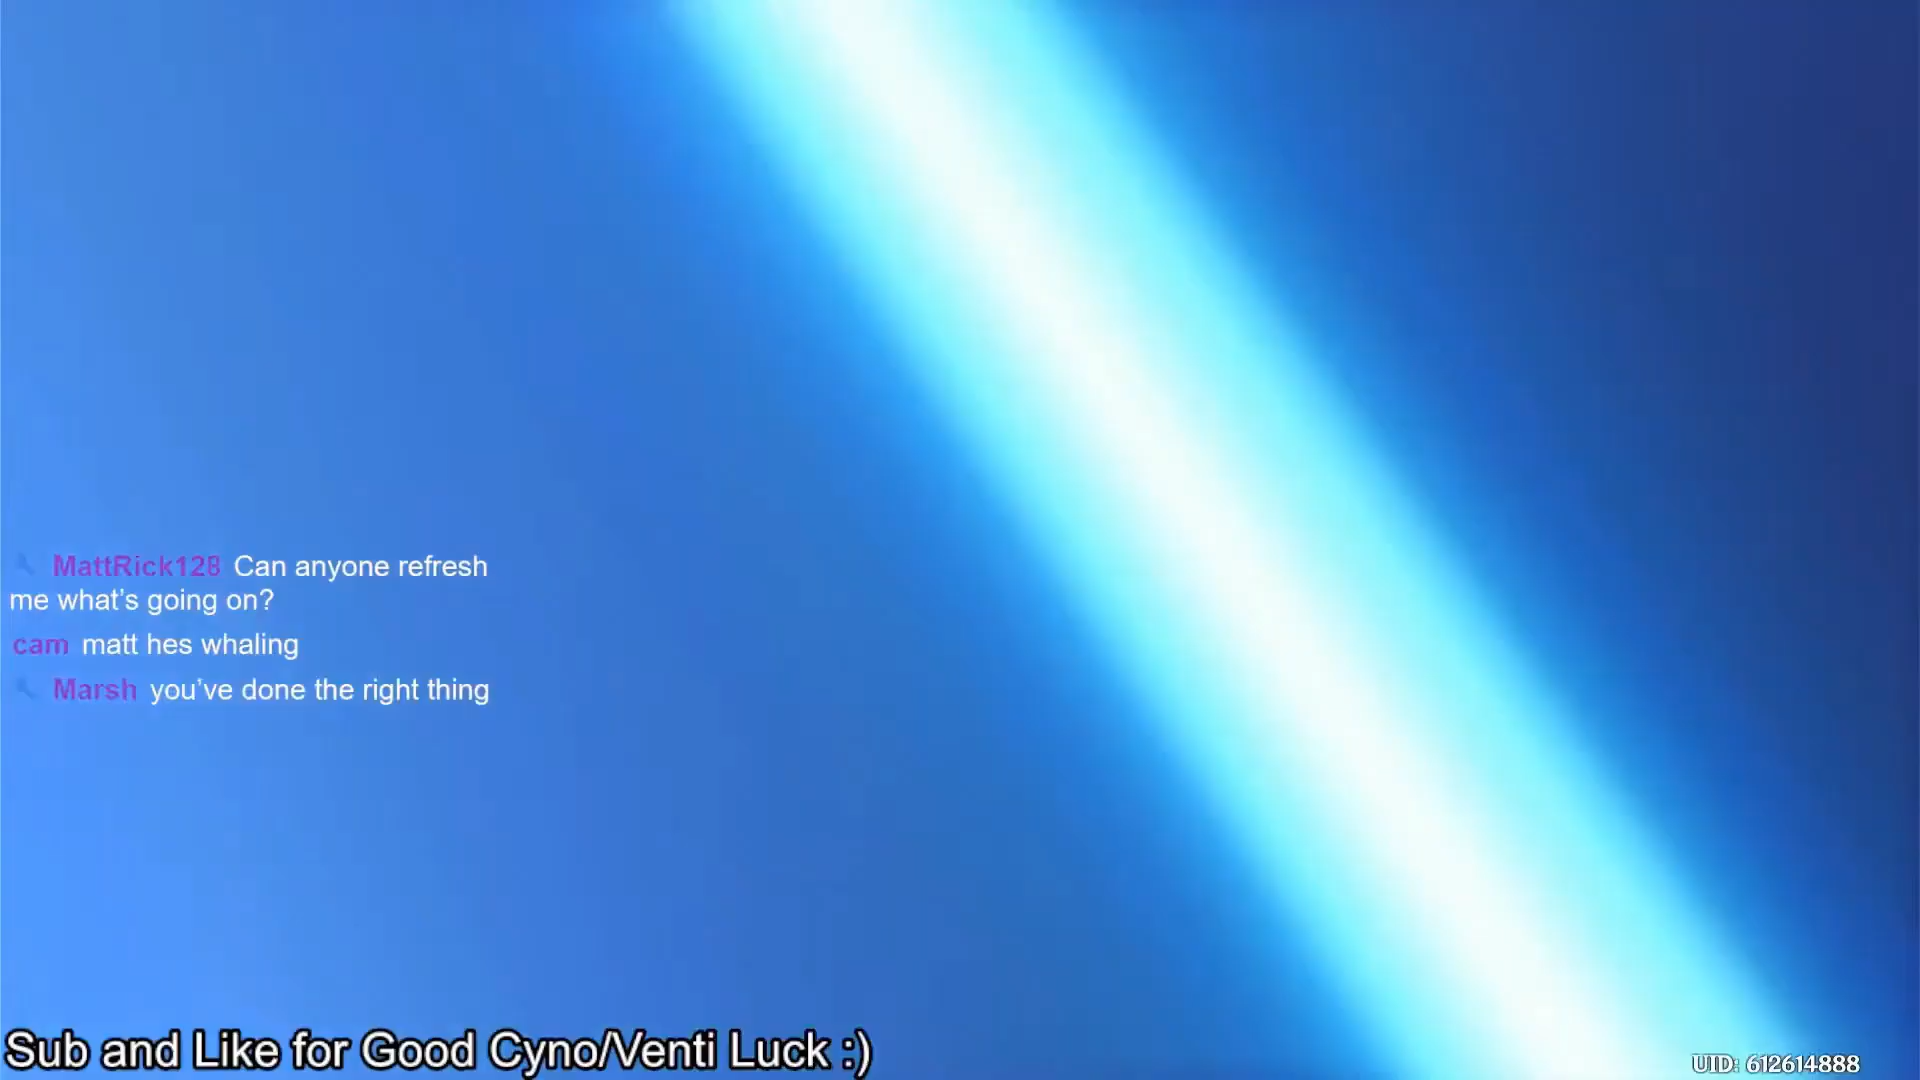 MattRick128 Can anyone refresh
me what’s going on?
cam matt hes whaling
Marsh you’ve done the right thing
Sub and Like for Good Cyno/Venti Luck :)
UID: 612614888